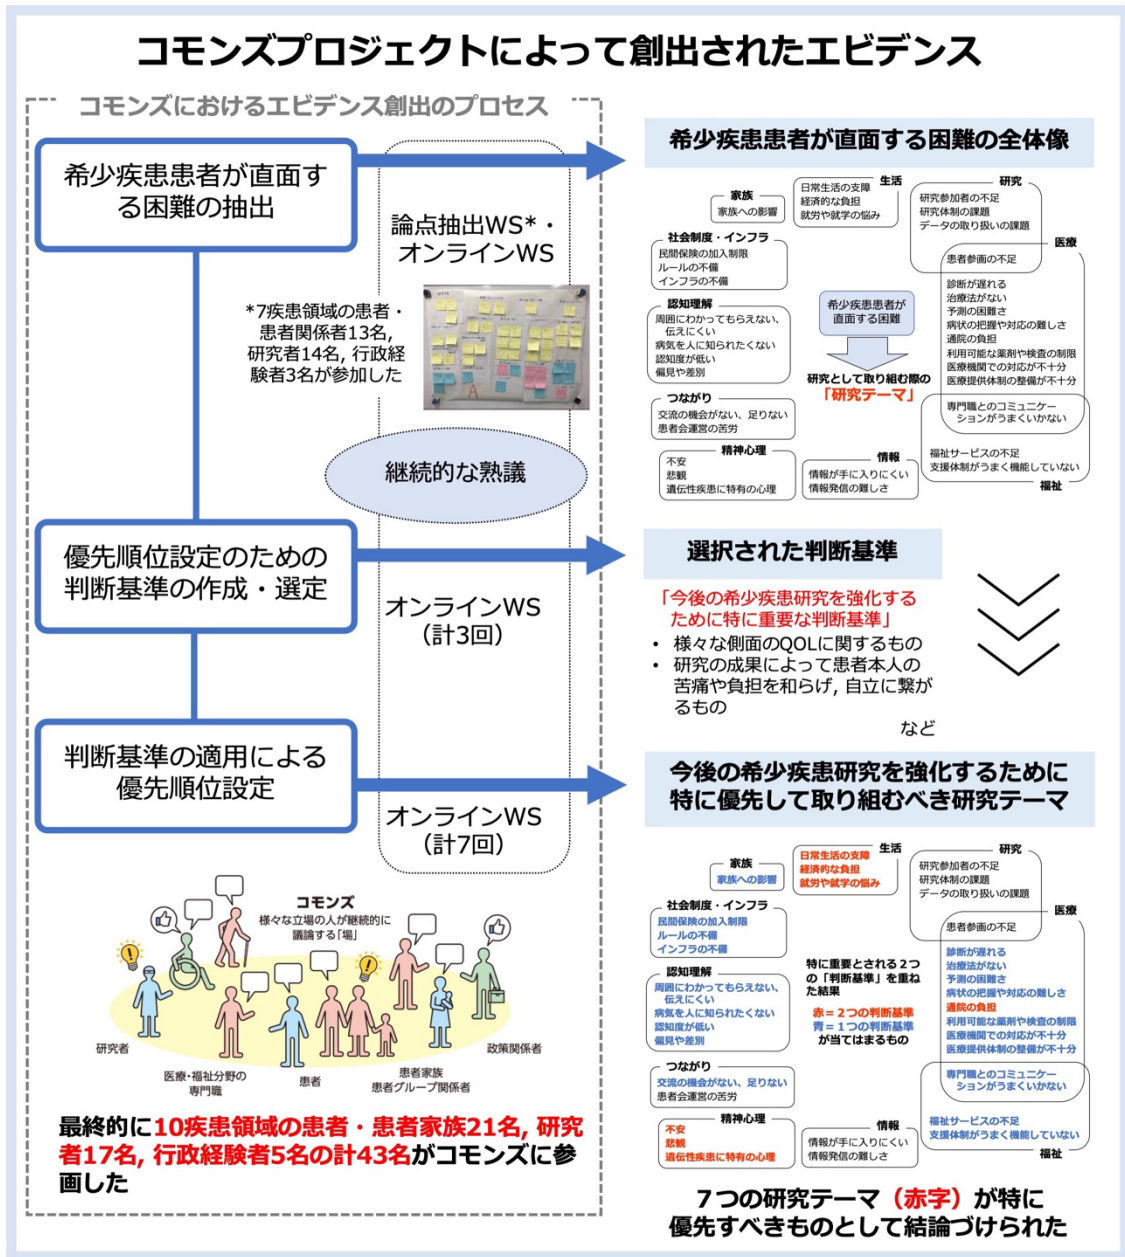 コモンズプロジェクトによって創出されたエビデンス
コモンズにおけるエビデンス創出のプロセス
希少疾患患者が直面す
る困難の抽出
論点抽出WS*・
オンラインWS
*7疾患領域の患者・
患者関係者13名,
研究者14名, 行政経
験者3名が参加した
A
継続的な熟議
優先順位設定のための
判断基準の作成・選定
オンラインWS
(計3回)
判断基準の適用による
優先順位設定
オンラインWS
(計7回)
コモンズ
様々な立場の人が継続的に
議論する「場」
研究者
医療・福祉分野の
専門職
患者
患者家族
患者グループ関係者
政策関係者
最終的に10疾患領域の患者・患者家族21名, 研究
者17名, 行政経験者5名の計43名がコモンズに参
画した
希少疾患患者が直面する困難の全体像
家族
家族への影響
生活
日常生活の支障
経済的な負担
就労や就学の悩み
研究
研究参加者の不足
研究体制の課題
データの取り扱いの課題
社会制度・インフラ
民間保険の加入制限
ルールの不備
インフラの不備
医療
患者参画の不足
診断が遅れる
治療法がない
予測の困難さ
病状の把握や対応の難しさ
通院の負担
利用可能な薬剤や検査の制限
医療機関での対応が不十分
医療提供体制の整備が不十分
認知理解
周囲にわかってもらえない、
伝えにくい
病気を人に知られたくない
認知度が低い
偏見や差別
希少疾患患者が
直面する困難
研究として取り組む際の
「研究テーマ」
つながり
交流の機会がない、足りない
患者会運営の苦労
専門職とのコミュニケー
ションがうまくいかない
精神心理
不安
悲観
遺伝性疾患に特有の心理
情報
情報が手に入りにくい
情報発信の難しさ
福祉サービスの不足
支援体制がうまく機能していない
福祉
選択された判断基準
「今後の希少疾患研究を強化する
ために特に重要な判断基準」
• 様々な側面のQOLに関するもの
• 研究の成果によって患者本人の
苦痛や負担を和らげ, 自立に繋が
るもの
など
今後の希少疾患研究を強化するために
特に優先して取り組むべき研究テーマ
家族
家族への影響
生活
日常生活の支障
経済的な負担
就労や就学の悩み
研究
研究参加者の不足
研究体制の課題
データの取り扱いの課題
社会制度・インフラ
民間保険の加入制限
ルールの不備
インフラの不備
医療
患者参画の不足
診断が遅れる
治療法がない
予測の困難さ
病状の把握や対応の難しさ
通院の負担
利用可能な薬剤や検査の制限
医療機関での対応が不十分
医療提供体制の整備が不十分
認知理解
周囲にわかってもらえない、
伝えにくい
病気を人に知られたくない
認知度が低い
偏見や差別
特に重要とされる2つ
の「判断基準」を重ね
た結果
赤=2つの判断基準
青=1つの判断基準
が当てはまるもの
つながり
交流の機会がない、足りない
患者会運営の苦労
専門職とのコミュニケー
ションがうまくいかない
精神心理
不安
悲観
遺伝性疾患に特有の心理
情報
情報が手に入りにくい
情報発信の難しさ
福祉サービスの不足
支援体制がうまく機能していない
福祉
7つの研究テーマ(赤字)が特に
優先すべきものとして結論づけられた